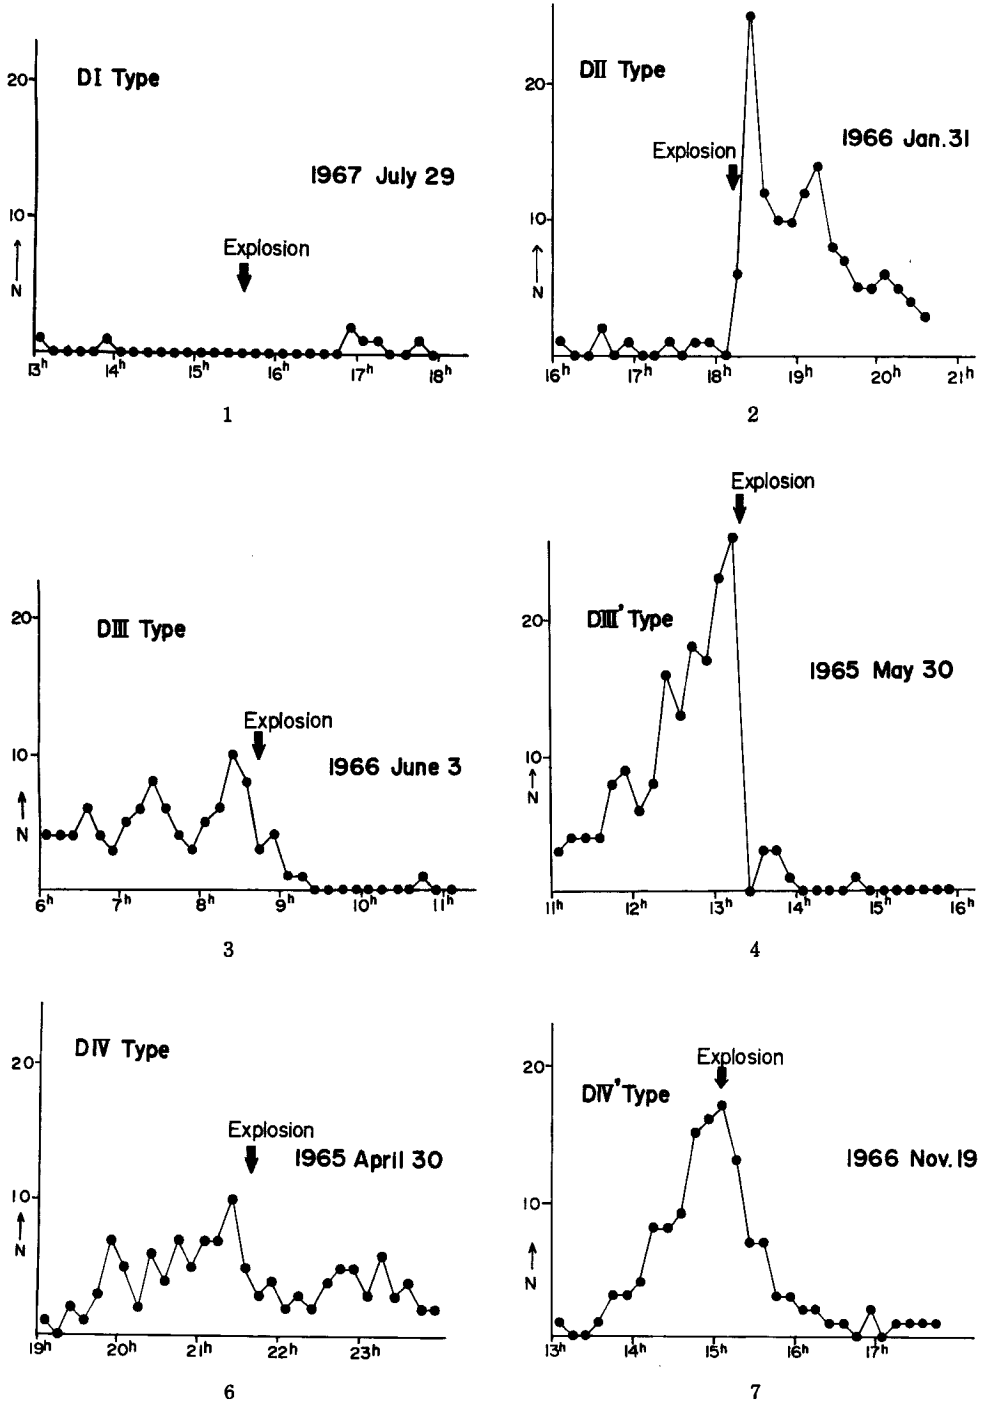 20
DI Type
1967 July 29
10
Explosion
N
13h 14h 15h 16h 17h 18h
1
20
DII Type
1966 Jan. 31
Explosion
10
N
16h 17h 18h 19h 20h 21h
2
20
DIII Type
Explosion
10
1966 June 3
N
6h 7h 8h 9h 10h 11h
3
Explosion
20
DIII' Type
1965 May 30
10
N
11h 12h 13h 14h 15h 16h
4
20
DIV Type
Explosion
1965 April 30
10
N
19h 20h 21h 22h 23h
6
Explosion
20
DIV' Type
1966 Nov. 19
10
N
13h 14h 15h 16h 17h
7